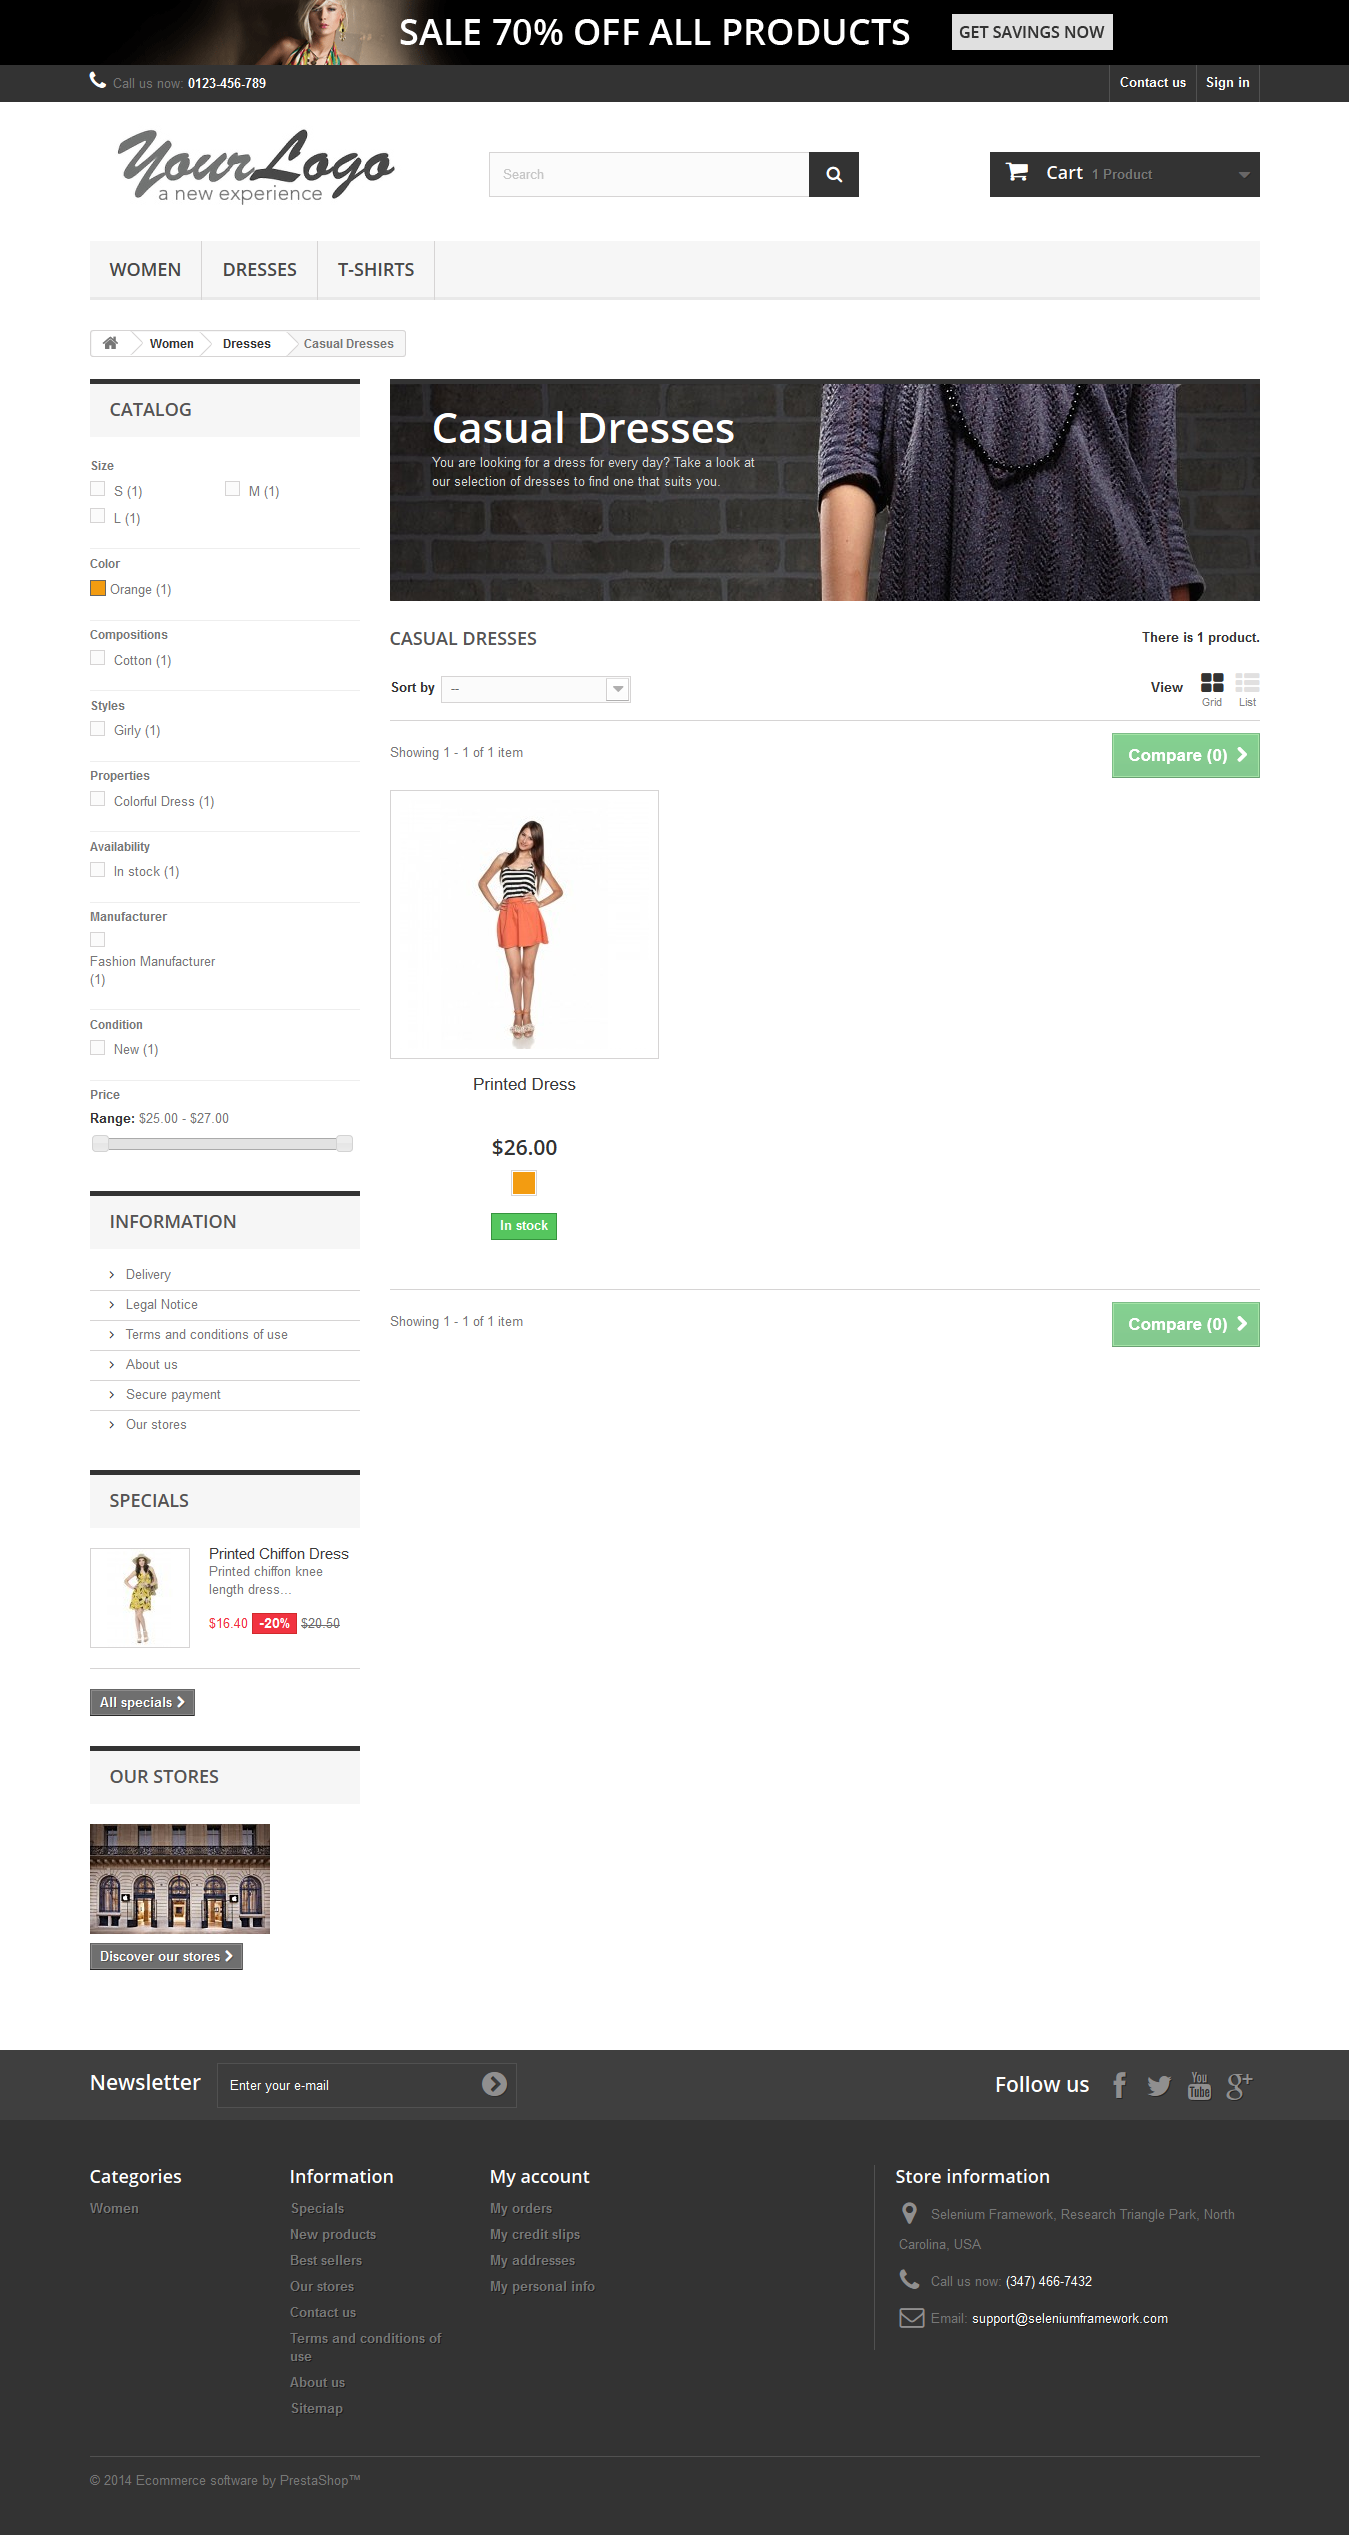 SALE 70% OFF ALL PRODUCTS
GET SAVINGS NOW
Call us now: 0123-456-789
Contact us
Sign in
Your Logo
a new experience
Search
Cart 1 Product
WOMEN
DRESSES
T-SHIRTS
Women
Dresses
Casual Dresses
CATALOG
Size
S (1)
M (1)
L (1)
Color
Orange (1)
Compositions
Cotton (1)
Styles
Girly (1)
Properties
Colorful Dress (1)
Availability
In stock (1)
Manufacturer
Fashion Manufacturer
(1)
Condition
New (1)
Price
Range: $25.00 - $27.00
INFORMATION
Delivery
Legal Notice
Terms and conditions of use
About us
Secure payment
Our stores
SPECIALS
Printed Chiffon Dress
Printed chiffon knee
length dress...
$16.40 -20% $20.50
All specials
OUR STORES
Discover our stores
Casual Dresses
You are looking for a dress for every day? Take a look at
our selection of dresses to find one that suits you.
CASUAL DRESSES
There is 1 product.
Sort by
--
View
Grid
List
Showing 1 - 1 of 1 item
Compare (0)
Printed Dress
$26.00
In stock
Showing 1 - 1 of 1 item
Compare (0)
Newsletter
Enter your e-mail
Follow us
You
Tube
g+
Categories
Women
Information
Specials
New products
Best sellers
Our stores
Contact us
Terms and conditions of
use
About us
Sitemap
My account
My orders
My credit slips
My addresses
My personal info
Store information
Selenium Framework, Research Triangle Park, North
Carolina, USA
Call us now: (347) 466-7432
Email: support@seleniumframework.com
© 2014 Ecommerce software by PrestaShop™